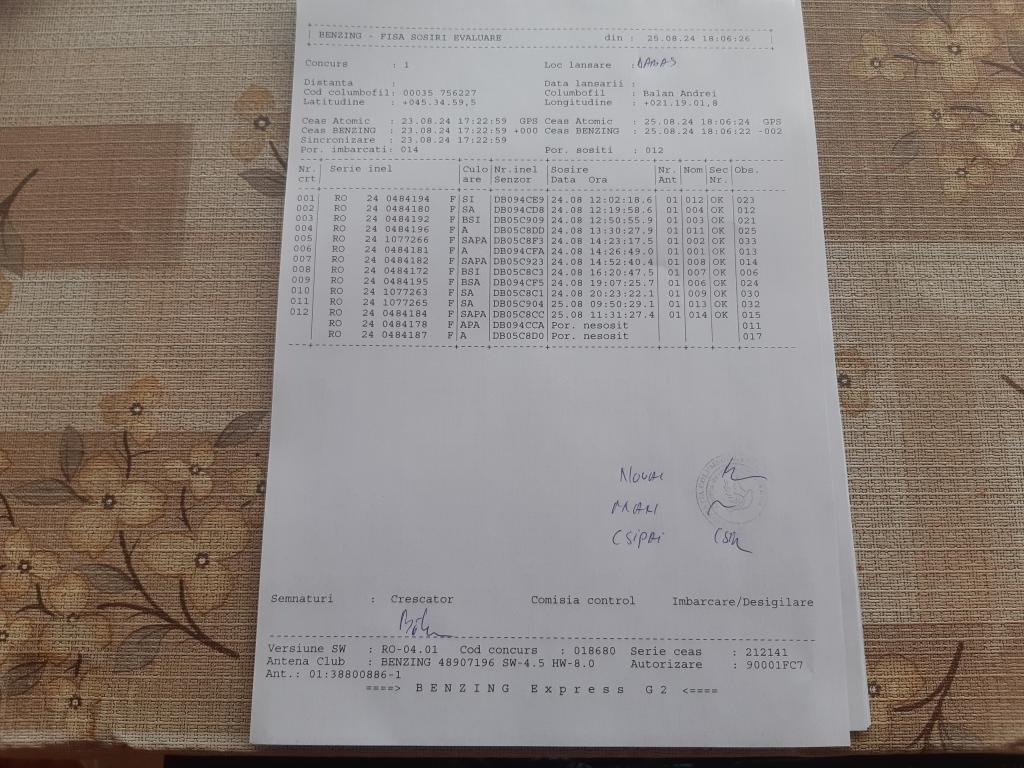 BENZING - FISA SOSIRI EVALUARE din : 25.08.24 18:06:26
Concurs : 1 Loc lansare :
Distanta : Data lansarii :
Cod columbofil: 00035 756227 Columbofil : Balan Andrei
Latitudine : +045.34.59,5 Longitudine : +021.19.01,8
Ceas Atomic : 23.08.24 17:22:59 GPS Ceas Atomic : 25.08.24 18:06:24 GPS
Ceas BENZING : 23.08.24 17:22:59 +000 Ceas BENZING : 25.08.24 18:06:22 -002
Sincronizare : 23.08.24 17:22:59
Por. imbarcati: 014 Por. sositi : 012
Nr. Serie inel Culo Nr.inel Sosire Nr. Nom Sec Obs.
crt are Senzor Data Ora Ant Nr.
001 RO 24 0484194 F SI DB094CE9 24.08 12:02:18.6 01 012 OK 023
002 RO 24 0484180 F SA DB094CD8 24.08 12:19:58.6 01 004 OK 012
003 RO 24 0484192 F BSI DB05C909 24.08 12:50:55.9 01 003 OK 021
004 RO 24 0484196 F A DB05C8DD 24.08 13:30:27.9 01 011 OK 025
005 RO 24 1077266 F SAPA DB05C8F3 24.08 14:23:17.5 01 002 OK 033
006 RO 24 0484181 F A DB094CFA 24.08 14:26:49.0 01 001 OK 013
007 RO 24 0484182 F SAPA DB05C923 24.08 14:52:40.4 01 008 OK 014
008 RO 24 0484172 F BSI DB05C8C3 24.08 16:20:47.5 01 007 OK 006
009 RO 24 0484195 F BSA DB094CF5 24.08 19:07:25.7 01 006 OK 024
010 RO 24 1077263 F SA DB05C8C1 24.08 20:23:22.1 01 009 OK 030
011 RO 24 1077265 F SA DB05C904 25.08 09:50:29.1 01 013 OK 032
012 RO 24 0484184 F SAPA DB05C8CC 25.08 11:31:27.4 01 014 OK 015
RO 24 0484178 F APA DB094CCA Por. nesosit 011
RO 24 0484187 F A DB05C8D0 Por. nesosit 017
Semnaturi : Crescator Comisia control Imbarcare/Desigilare
Versiune SW : RO-04.01 Cod concurs : 018680 Serie ceas : 212141
Antena Club : BENZING 48907196 SW-4.5 HW-8.0 Autorizare : 90001FC7
Ant.: 01:38800886-1
====> BENZING Express G2 <====